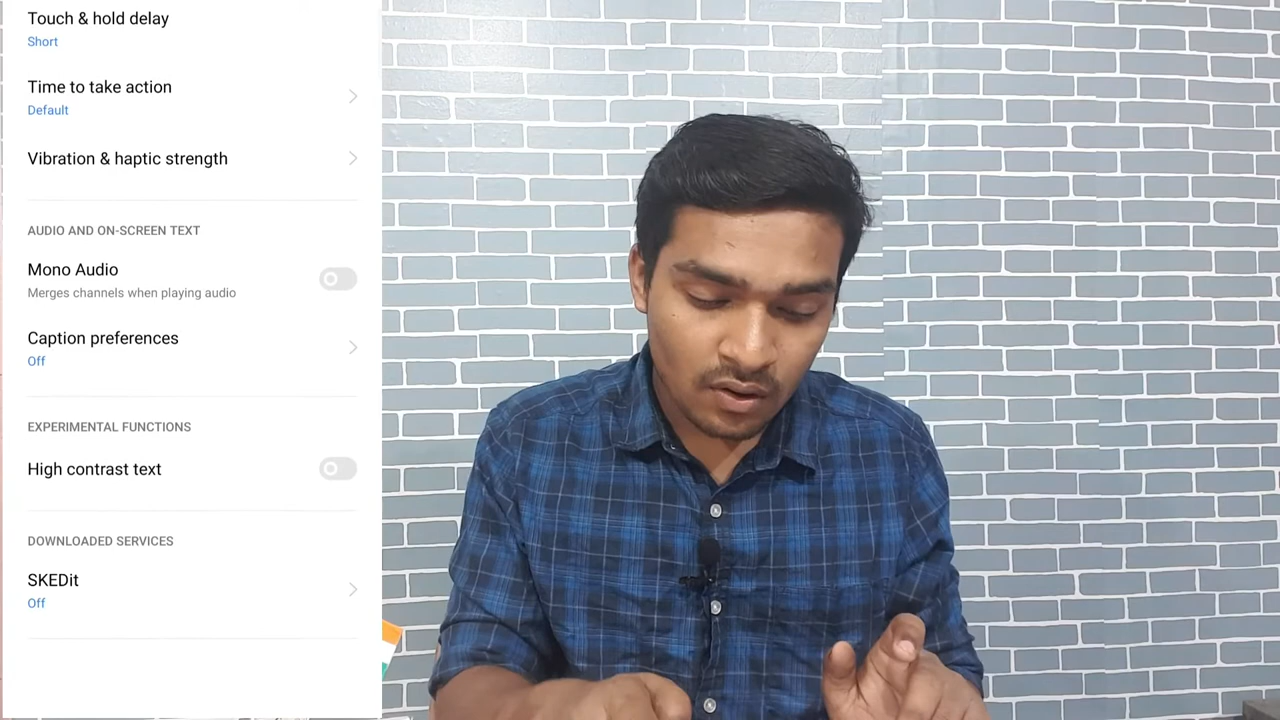 Touch & hold delay
Short
Time to take action
Default
Vibration & haptic strength
AUDIO AND ON-SCREEN TEXT
Mono Audio
Merges channels when playing audio
Caption preferences
Off
EXPERIMENTAL FUNCTIONS
High contrast text
DOWNLOADED SERVICES
SKEDit
Off